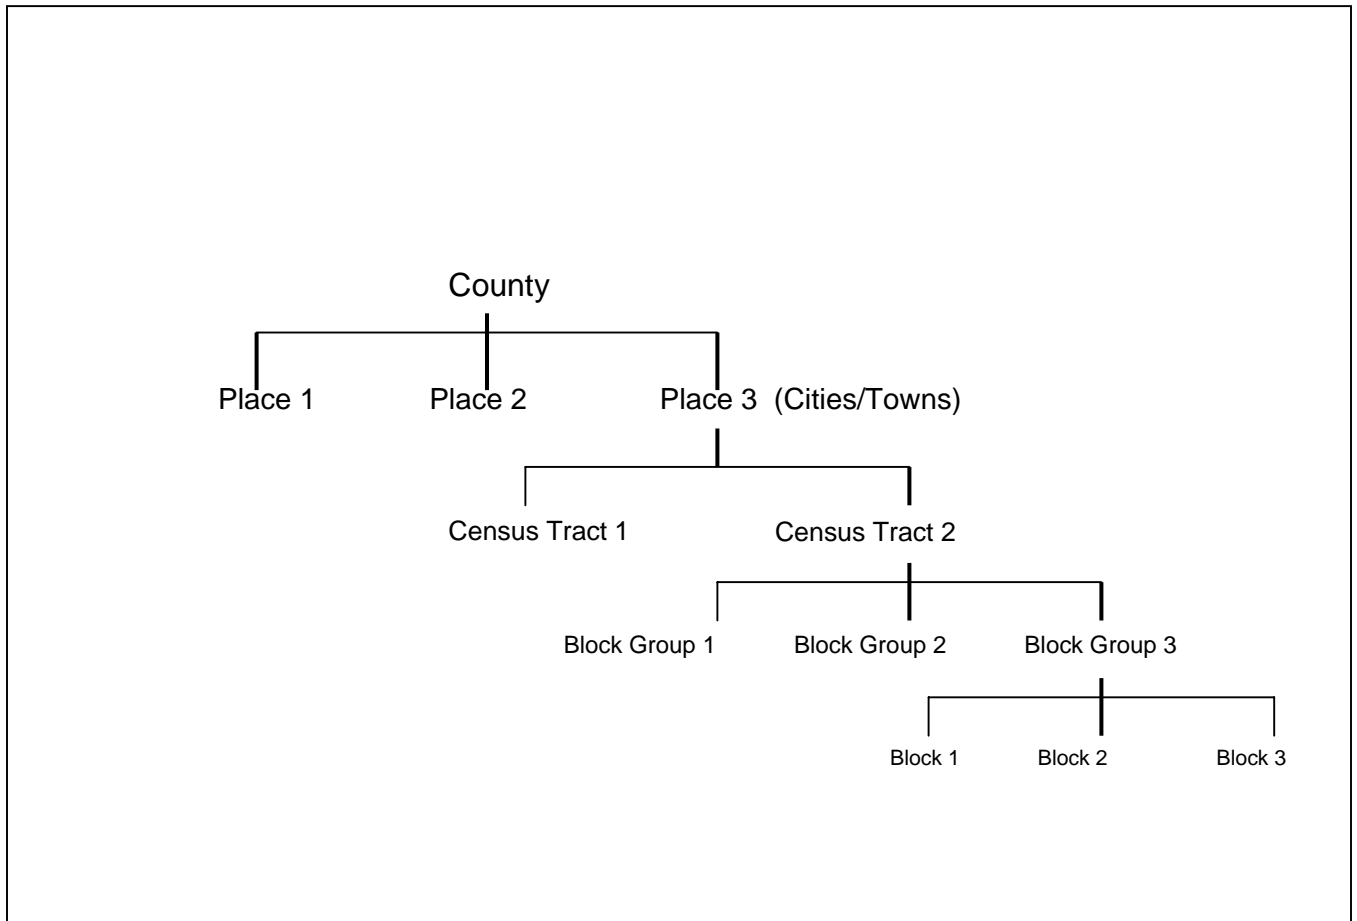 County
Place 1
Place 2
Place 3 (Cities/Towns)
Census Tract 1
Census Tract 2
Block Group 1
Block Group 2
Block Group 3
Block 1
Block 2
Block 3